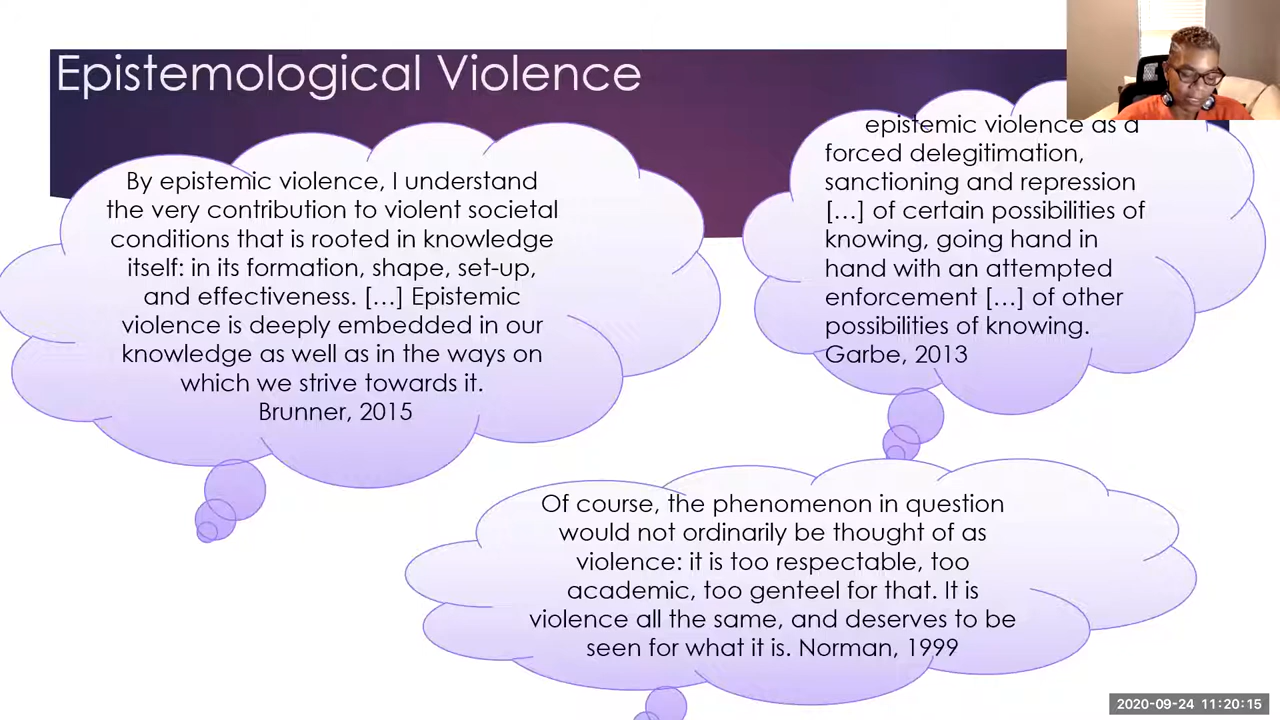 Epistemological Violence
By epistemic violence, I understand
the very contribution to violent societal
conditions that is rooted in knowledge
itself: in its formation, shape, set-up,
and effectiveness. […] Epistemic
violence is deeply embedded in our
knowledge as well as in the ways on
which we strive towards it.
Brunner, 2015
epistemic violence as a
forced delegitimation,
sanctioning and repression
[…] of certain possibilities of
knowing, going hand in
hand with an attempted
enforcement […] of other
possibilities of knowing.
Garbe, 2013
Of course, the phenomenon in question
would not ordinarily be thought of as
violence: it is too respectable, too
academic, too genteel for that. It is
violence all the same, and deserves to be
seen for what it is. Norman, 1999
2020-09-24 11:20:15